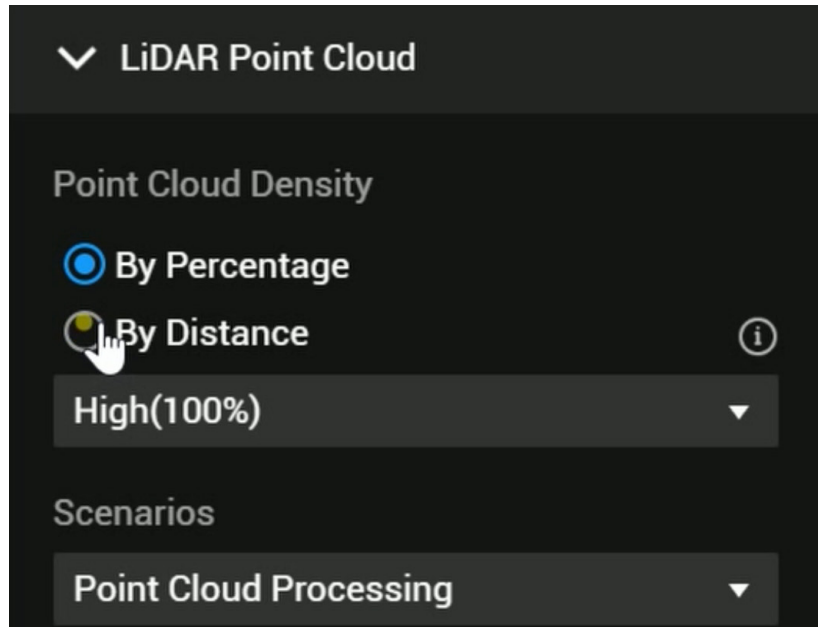 LiDAR Point Cloud
Point Cloud Density
By Percentage
By Distance
High(100%)
Scenarios
Point Cloud Processing